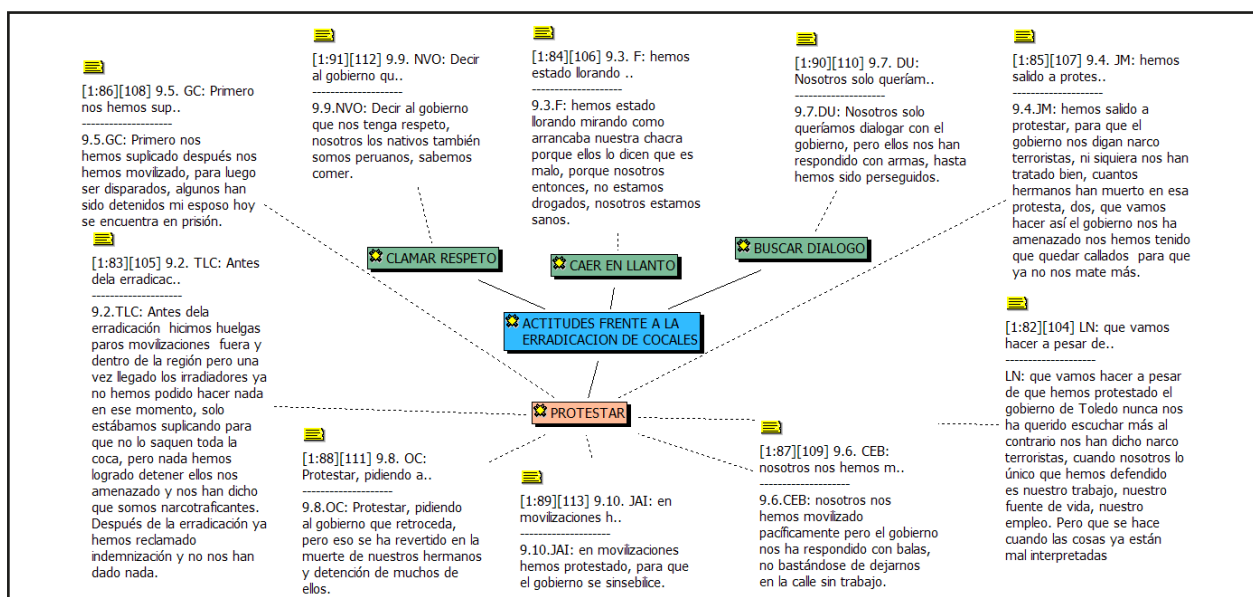 [1:86][108] 9.5. GC: Primero
nos hemos sup..
--------------------
9.5.GC: Primero nos
hemos suplicado después nos
hemos movilizado, para luego
ser disparados, algunos han
sido detenidos mi esposo hoy
se encuentra en prisión.
[1:91][112] 9.9. NVO: Decir
al gobierno qu..
--------------------
9.9.NVO: Decir al gobierno
que nos tenga respeto,
nosotros los nativos también
somos peruanos, sabemos
comer.
[1:84][106] 9.3. F: hemos
estado llorando ..
--------------------
9.3.F: hemos estado
llorando mirando como
arrancaba nuestra chacra
porque ellos lo dicen que es
malo, porque nosotros
entonces, no estamos
drogados, nosotros estamos
sanos.
[1:90][110] 9.7. DU:
Nosotros solo queríam..
--------------------
9.7.DU: Nosotros solo
queríamos dialogar con el
gobierno, pero ellos nos han
respondido con armas, hasta
hemos sido perseguidos.
[1:85][107] 9.4. JM: hemos
salido a protes..
--------------------
9.4.JM: hemos salido a
protestar, para que el
gobierno nos digan narco
terroristas, ni siquiera nos han
tratado bien, cuantos
hermanos han muerto en esa
protesta, dos, que vamos
hacer así el gobierno nos ha
amenazado nos hemos tenido
que quedar callados para que
ya no nos mate más.
CLAMAR RESPETO
CAER EN LLANTO
BUSCAR DIALOGO
ACTITUDES FRENTE A LA
ERRADICACION DE COCALES
PROTESTAR
[1:83][105] 9.2. TLC: Antes
dela erradicac..
--------------------
9.2.TLC: Antes dela
erradicación hicimos huelgas
paros movilizaciones fuera y
dentro de la región pero una
vez llegado los irradiadores ya
no hemos podido hacer nada
en ese momento, solo
estábamos suplicando para
que no lo saquen toda la
coca, pero nada hemos
logrado detener ellos nos
amenazado y nos han dicho
que somos narcotraficantes.
Después de la erradicación ya
hemos reclamado
indemnización y no nos han
dado nada.
[1:88][111] 9.8. OC:
Protestar, pidiendo a..
--------------------
9.8.OC: Protestar, pidiendo
al gobierno que retroceda,
pero eso se ha revertido en la
muerte de nuestros hermanos
y detención de muchos de
ellos.
[1:89][113] 9.10. JAI: en
movilizaciones h..
--------------------
9.10.JAI: en movilizaciones
hemos protestado, para que
el gobierno se sinsebilice.
[1:87][109] 9.6. CEB:
nosotros nos hemos m..
--------------------
9.6.CEB: nosotros nos
hemos movilizado
pacíficamente pero el gobierno
nos ha respondido con balas,
no bastándose de dejarnos
en la calle sin trabajo.
[1:82][104] LN: que vamos
hacer a pesar de..
--------------------
LN: que vamos hacer a pesar
de que hemos protestado el
gobierno de Toledo nunca nos
ha querido escuchar más al
contrario nos han dicho narco
terroristas, cuando nosotros lo
único que hemos defendido
es nuestro trabajo, nuestro
fuente de vida, nuestro
empleo. Pero que se hace
cuando las cosas ya están
mal interpretadas